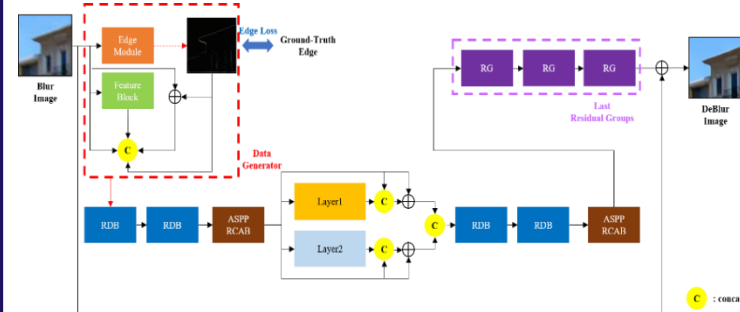 Blur
Image
Edge
Module
Feature
Block
C
Edge Loss
Ground-Truth
Edge
Data
Generator
RG
RG
RG
Last
Residual Groups
DeBlur
Image
RDB
RDB
ASPP
RCAB
Layer1
C
Layer2
C
C
RDB
RDB
ASPP
RCAB
C : conca